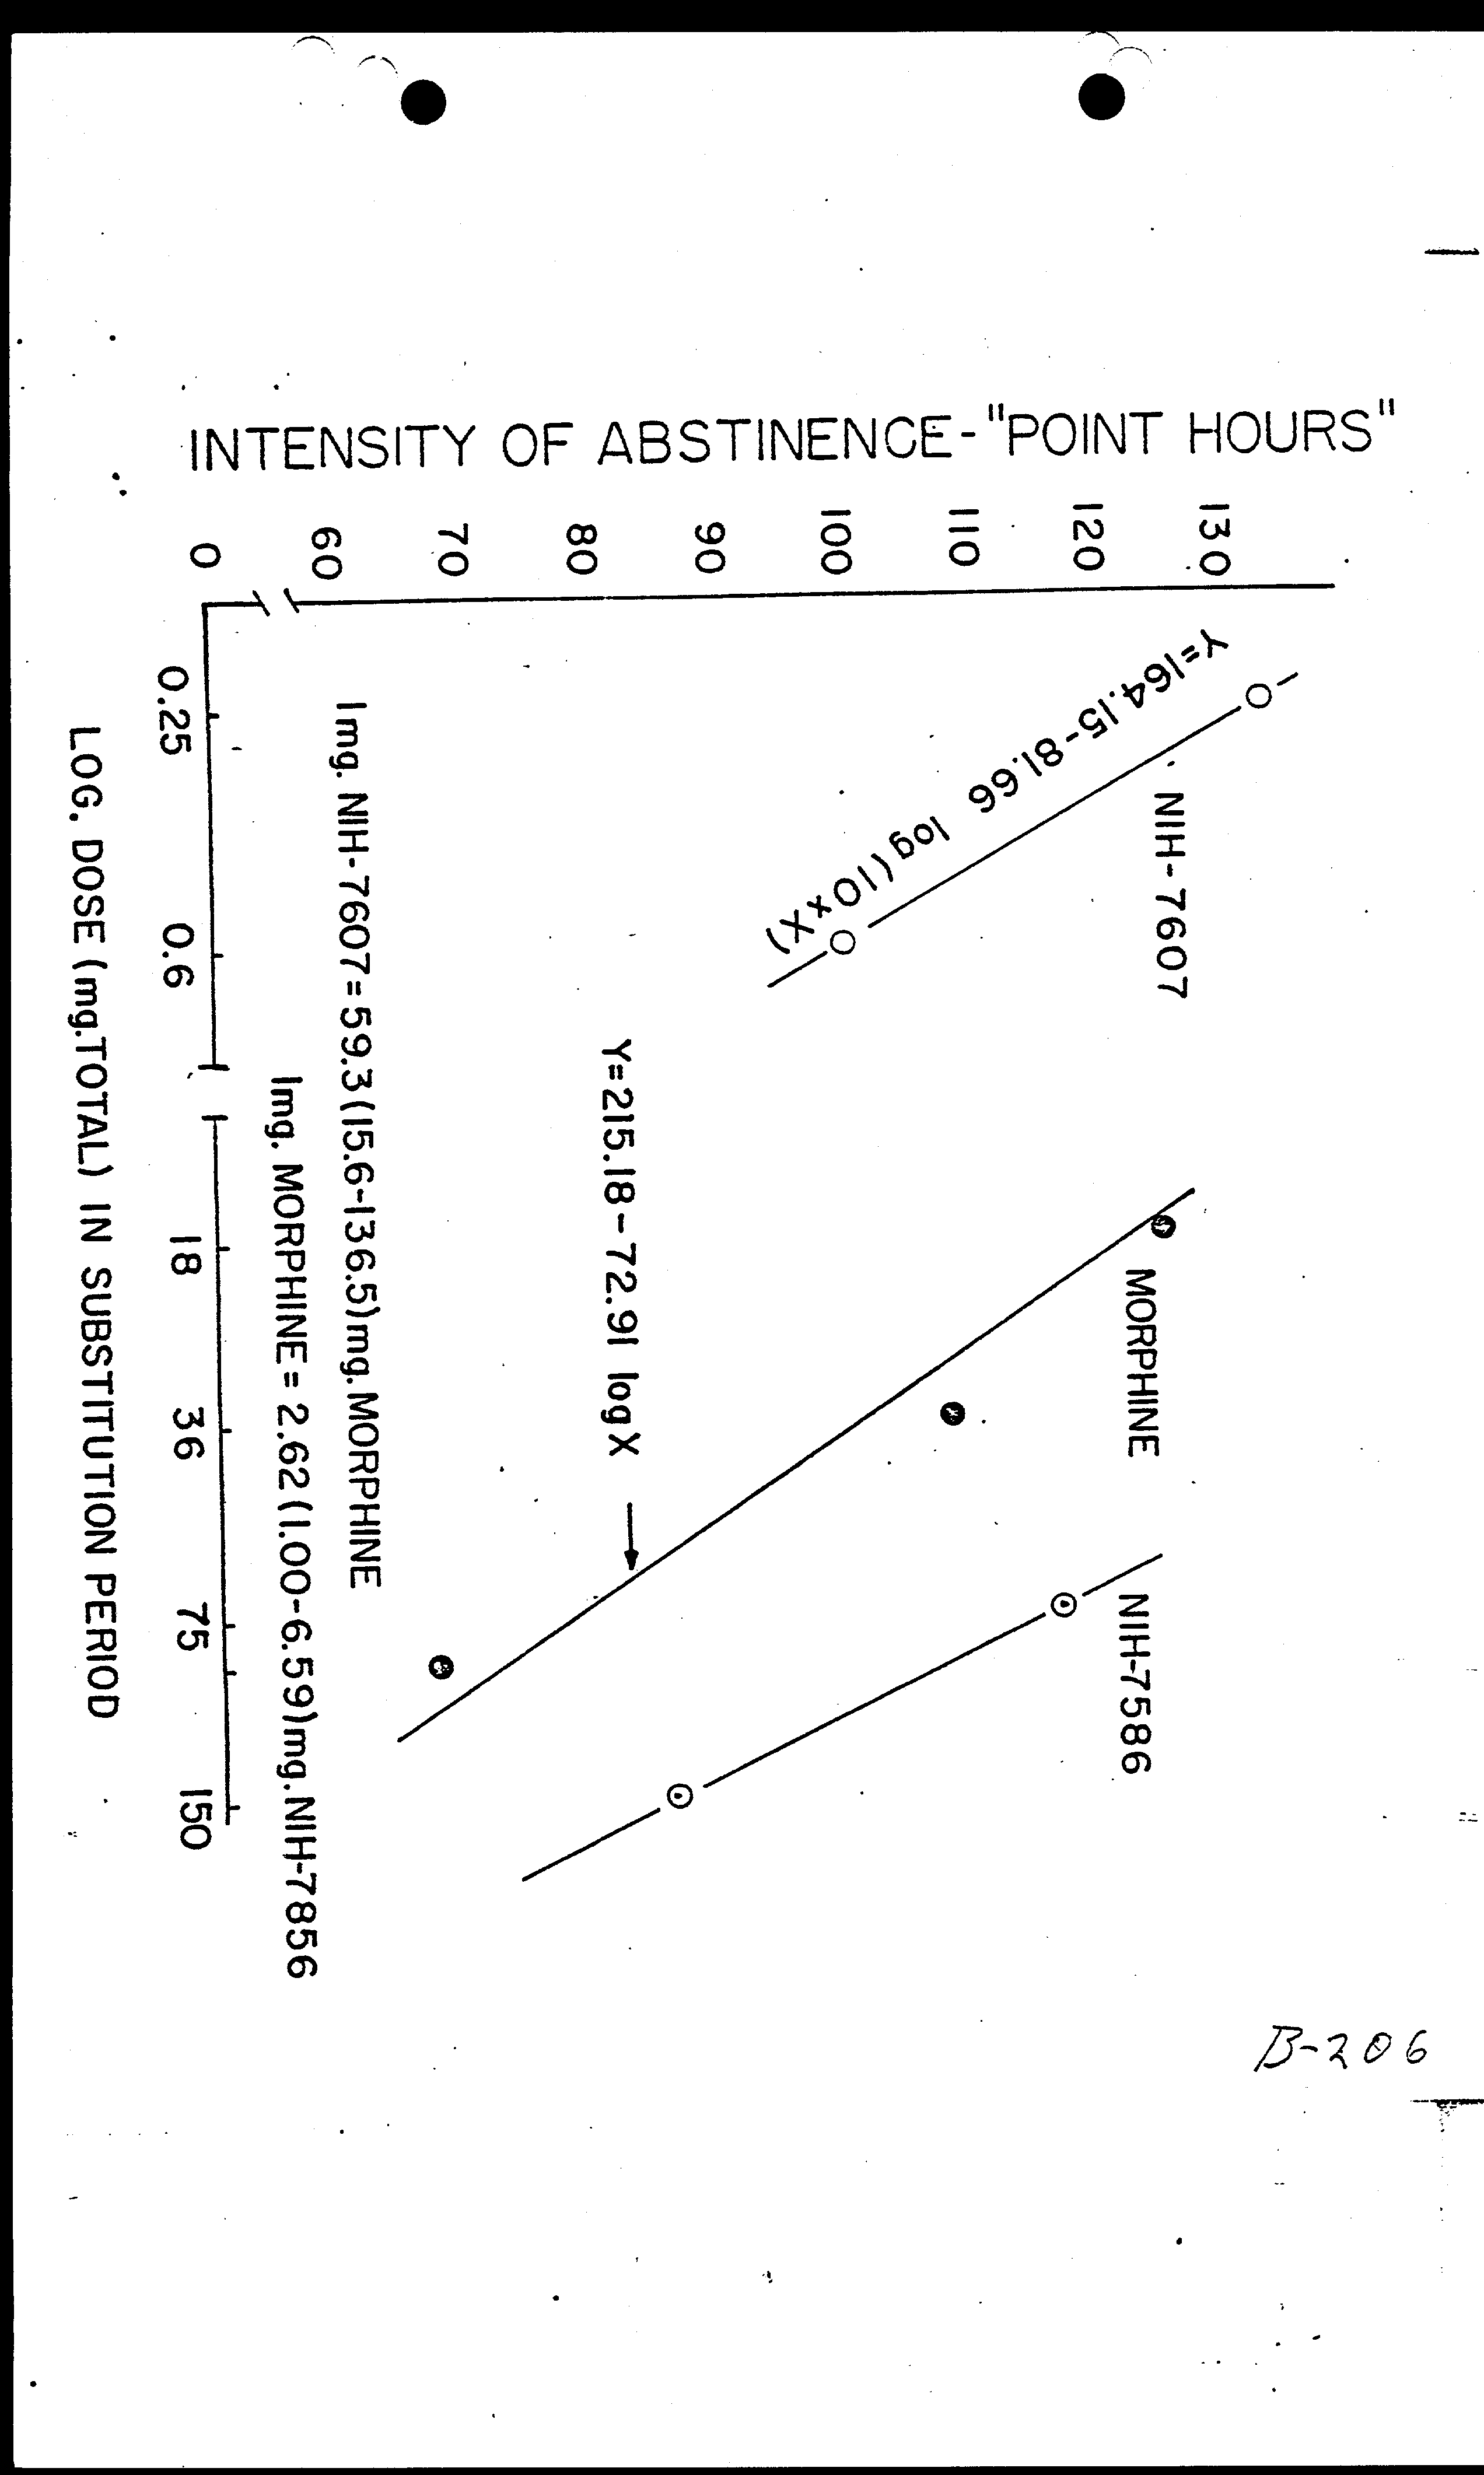 B-206
INTENSITY OF ABSTINENCE-"POINT HOURS"
130
120
110
100
90
80
70
60
0
NIH-7607
Y=164.15-81.66 log (10 x X)
MORPHINE
NIH-7586
Y=215.18-72.91 log X
1mg. NIH-7607=59.3(15.6-136.5)mg. MORPHINE
1mg. MORPHINE = 2.62(1.00-6.59)mg. NIH-7856
0.25 0.6 18 36 75 150
LOG. DOSE (mg.TOTAL) IN SUBSTITUTION PERIOD